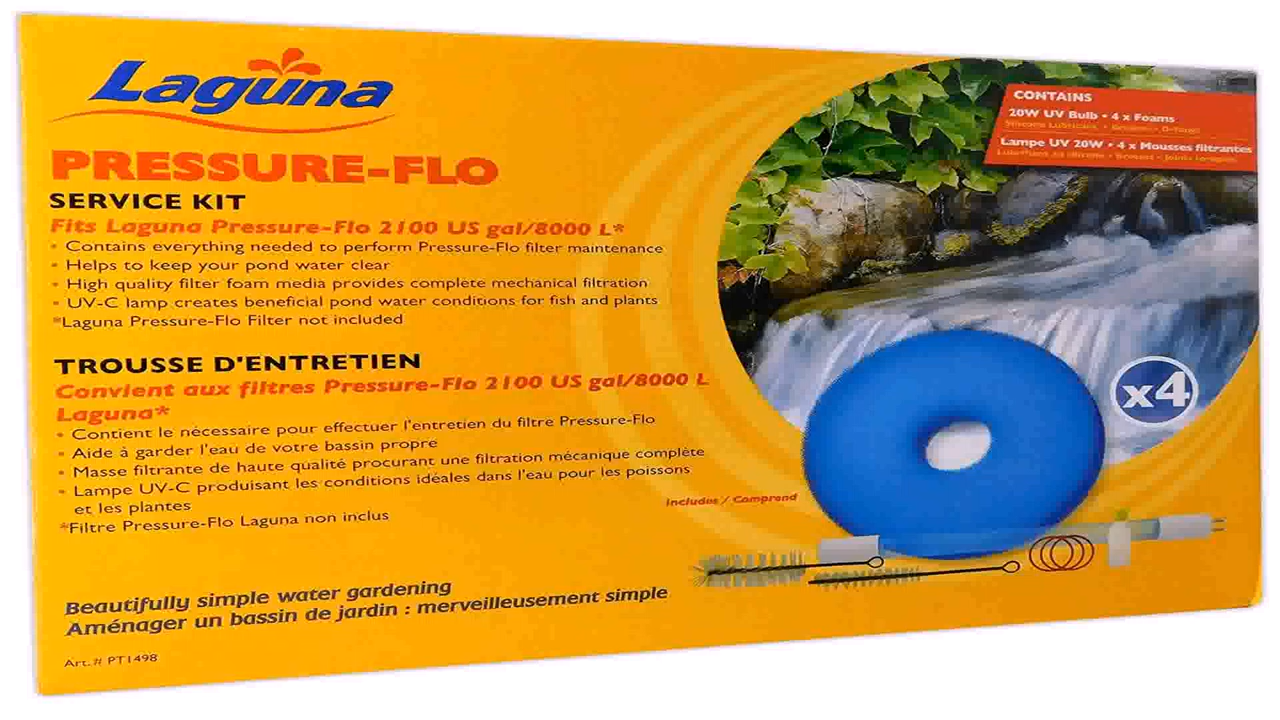 Laguna
PRESSURE-FLO
SERVICE KIT
Fits Laguna Pressure-Flo 2100 US gal/8000 L*
• Contains everything needed to perform Pressure-Flo filter maintenance
• Helps to keep your pond water clear
• High quality filter foam media provides complete mechanical filtration
• UV-C lamp creates beneficial pond water conditions for fish and plants
*Laguna Pressure-Flo Filter not included
TROUSSE D'ENTRETIEN
Convient aux filtres Pressure-Flo 2100 US gal/8000 L
Laguna*
• Contient le nécessaire pour effectuer l'entretien du filtre Pressure-Flo
• Aide à garder l'eau de votre bassin propre
• Masse filtrante de haute qualité procurant une filtration mécanique complète
• Lampe UV-C produisant les conditions idéales dans l'eau pour les poissons
et les plantes
*Filtre Pressure-Flo Laguna non inclus
Beautifully simple water gardening
Aménager un bassin de jardin : merveilleusement simple
Art.# PT1498
CONTAINS
20W UV Bulb • 4 x Foams
Silicone Lubricant • Brushes • O-Rings
Lampe UV 20W • 4 x Mousses filtrantes
x4
Includes / Comprend